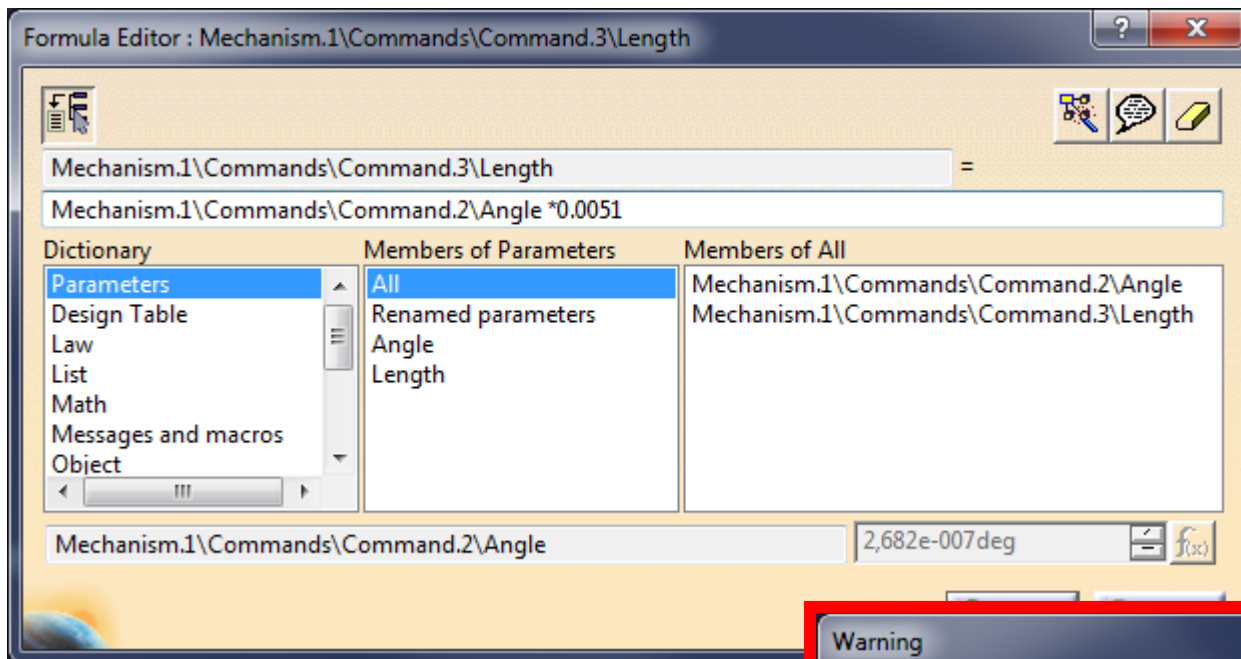 Formula Editor : Mechanism.1\Commands\Command.3\Length
?
X
Mechanism.1\Commands\Command.3\Length =
Mechanism.1\Commands\Command.2\Angle *0.0051
Dictionary
Parameters
Design Table
Law
List
Math
Messages and macros
Object
Members of Parameters
All
Renamed parameters
Angle
Length
Members of All
Mechanism.1\Commands\Command.2\Angle
Mechanism.1\Commands\Command.3\Length
Mechanism.1\Commands\Command.2\Angle
2,682e-007deg
f(x)
Warning